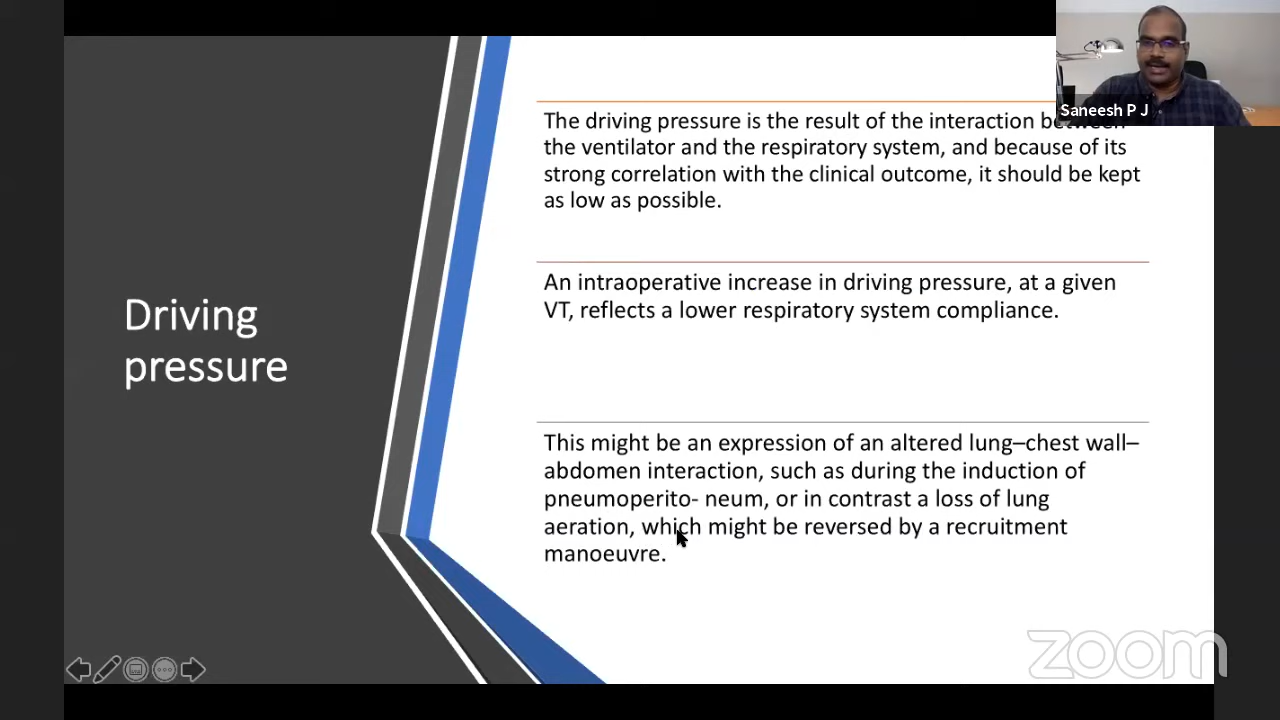 Driving
pressure
The driving pressure is the result of the interaction between
the ventilator and the respiratory system, and because of its
strong correlation with the clinical outcome, it should be kept
as low as possible.
An intraoperative increase in driving pressure, at a given
VT, reflects a lower respiratory system compliance.
This might be an expression of an altered lung–chest wall–
abdomen interaction, such as during the induction of
pneumoperito- neum, or in contrast a loss of lung
aeration, which might be reversed by a recruitment
manoeuvre.
Saneesh P J
zoom